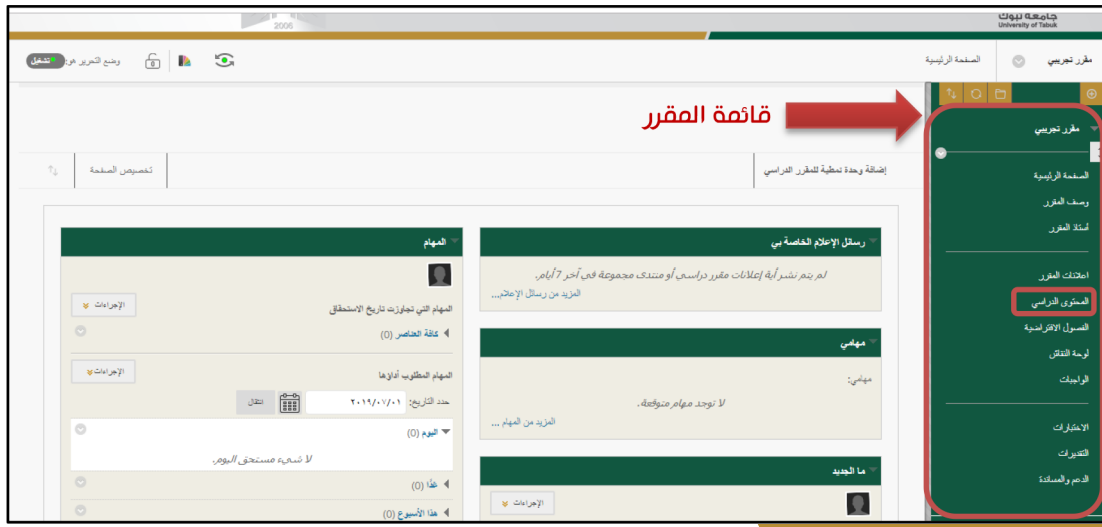 جامعة تبوك
University of Tabuk
2006
مقرر تجريبي
الصفحة الرئيسية
وضع التحرير هو: تشغيل
قائمة المقرر
مقرر تجريبي
الصفحة الرئيسية
وصف المقرر
أستاذ المقرر
اعلانات المقرر
المحتوى الدراسي
الفصول الافتراضية
لوحة النقاش
الواجبات
الاختبارات
التقديرات
الدعم والمساندة
إضافة وحدة نمطية للمقرر الدراسي
تخصيص الصفحة
رسائل الإعلام الخاصة بي
لم يتم نشر أية إعلانات مقرر دراسي أو منتدى مجموعة في آخر 7 أيام.
المزيد من رسائل الإعلام...
مهامي
مهامي:
لا توجد مهام متوقعة.
المزيد من المهام ...
ما الجديد
الإجراءات
المهام
المهام التي تجاوزت تاريخ الاستحقاق
الإجراءات
كافة العناصر (0)
المهام المطلوب أداؤها
الإجراءات
حدد التاريخ: ٢٠١٩/٠٧/٠١ انتقال
اليوم (0)
لا شيء مستحق اليوم.
غدًا (0)
هذا الأسبوع (0)